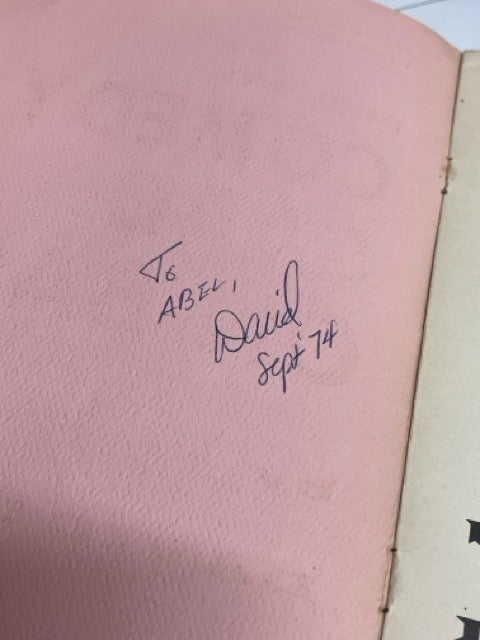 To
ABEL,
David
Sept 74